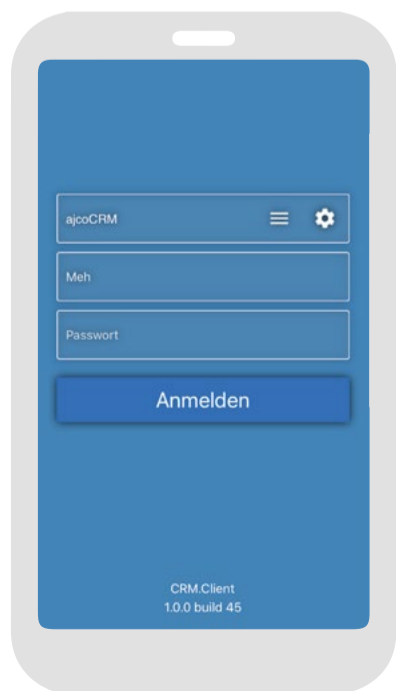 ajcoCRM
Meh
Passwort
Anmelden
CRM.Client
1.0.0 build 45